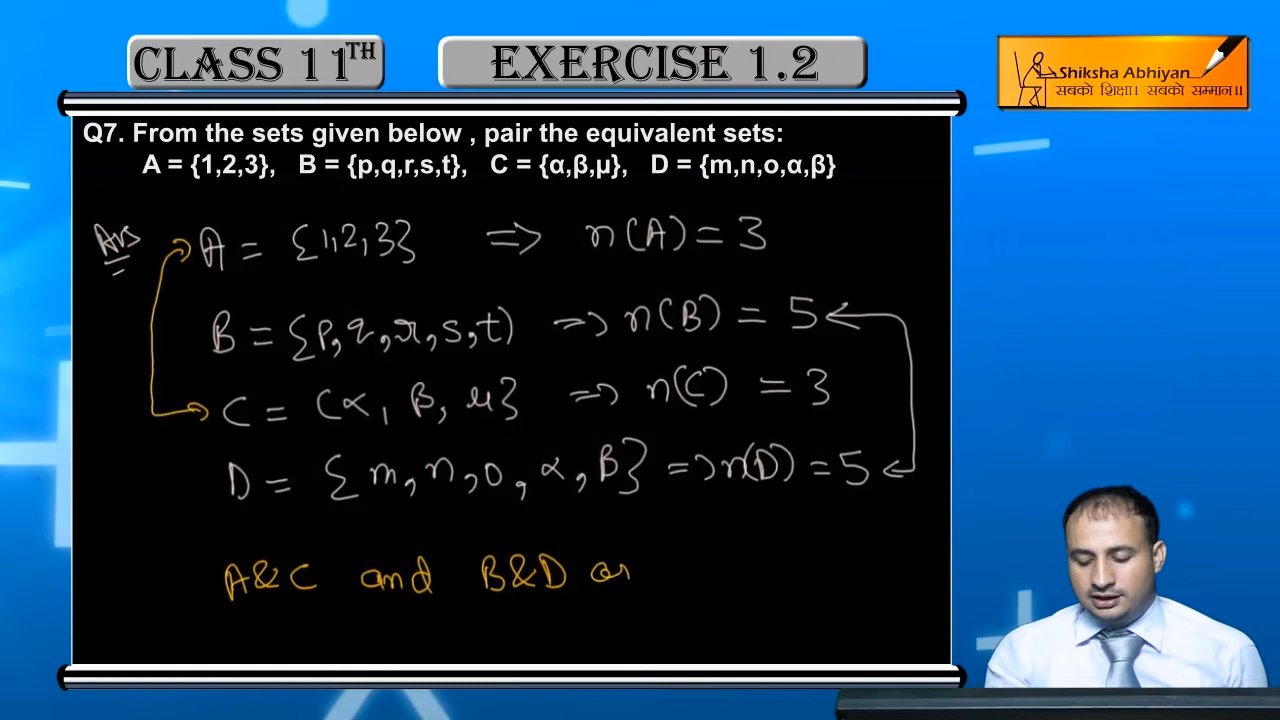 CLASS 11TH
EXERCISE 1.2
Shiksha Abhiyan
सबको शिक्षा। सबको सम्मान॥
Q7. From the sets given below , pair the equivalent sets:
A = {1,2,3}, B = {p,q,r,s,t}, C = {α,β,μ}, D = {m,n,o,α,β}
Ans
A = {1,2,3} ⇒ n(A) = 3
B = {p,q,r,s,t) ⇒ n(B) = 5
C = (α, β, μ} ⇒ n(C) = 3
D = {m,n,o,α,β} ⇒ n(D) = 5
A&C and B&D ar